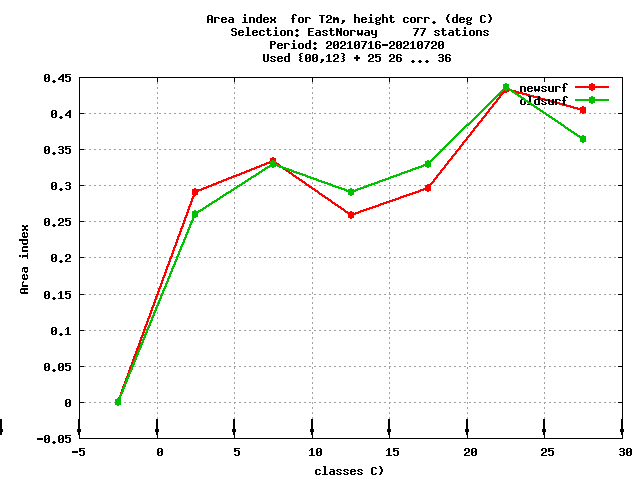 Area index  for T2m, height corr. (deg C)
Selection: EastNorway     77 stations
Period: 20210716-20210720
Used {00,12} + 25 26 ... 36
newsurf
oldsurf
0.45
0.4
0.35
0.3
0.25
0.2
0.15
0.1
0.05
0
-0.05
Area index
-5 0 5 10 15 20 25 30
classes C)